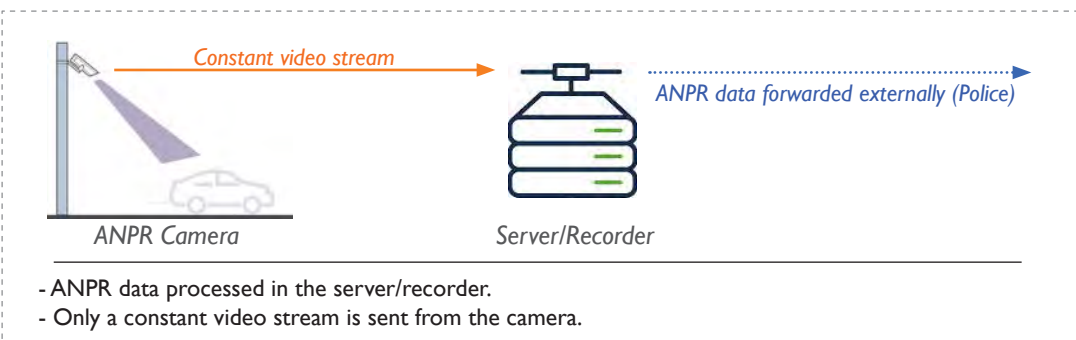 Constant video stream
ANPR data forwarded externally (Police)
ANPR Camera
Server/Recorder
- ANPR data processed in the server/recorder.
- Only a constant video stream is sent from the camera.